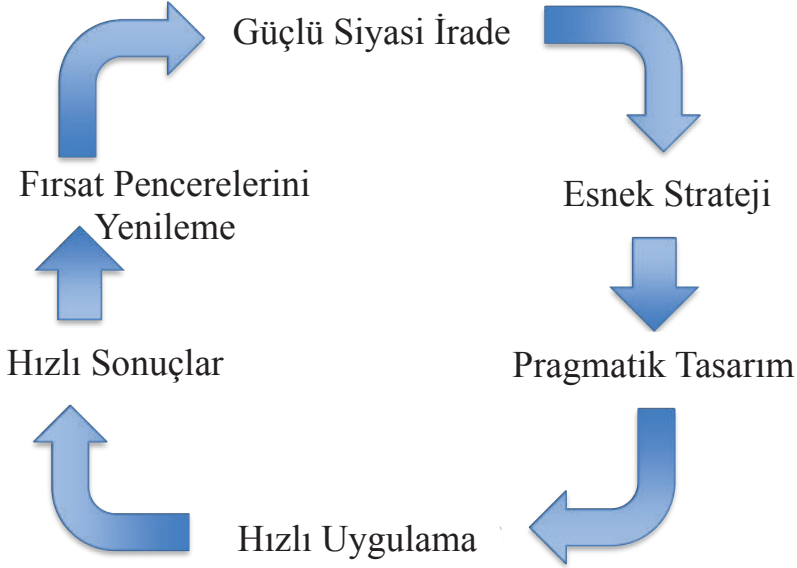 Güçlü Siyasi İrade
Esnek Strateji
Pragmatik Tasarım
Hızlı Uygulama
Hızlı Sonuçlar
Fırsat Pencerelerini
Yenileme